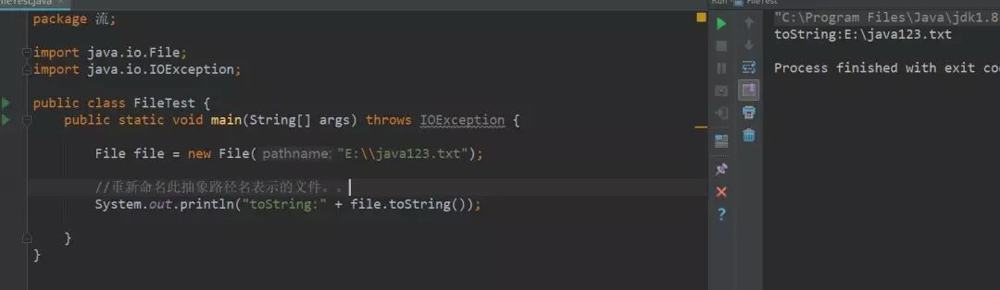 package 流;
import java.io.File;
import java.io.IOException;
public class FileTest {
public static void main(String[] args) throws IOException {
File file = new File( pathname: "E:\\java123.txt");
//重新命名此抽象路径名表示的文件。。
System.out.println("toString:" + file.toString());
}
}
"C:\Program Files\Java\jdk1.8
toString:E:\java123.txt
Process finished with exit